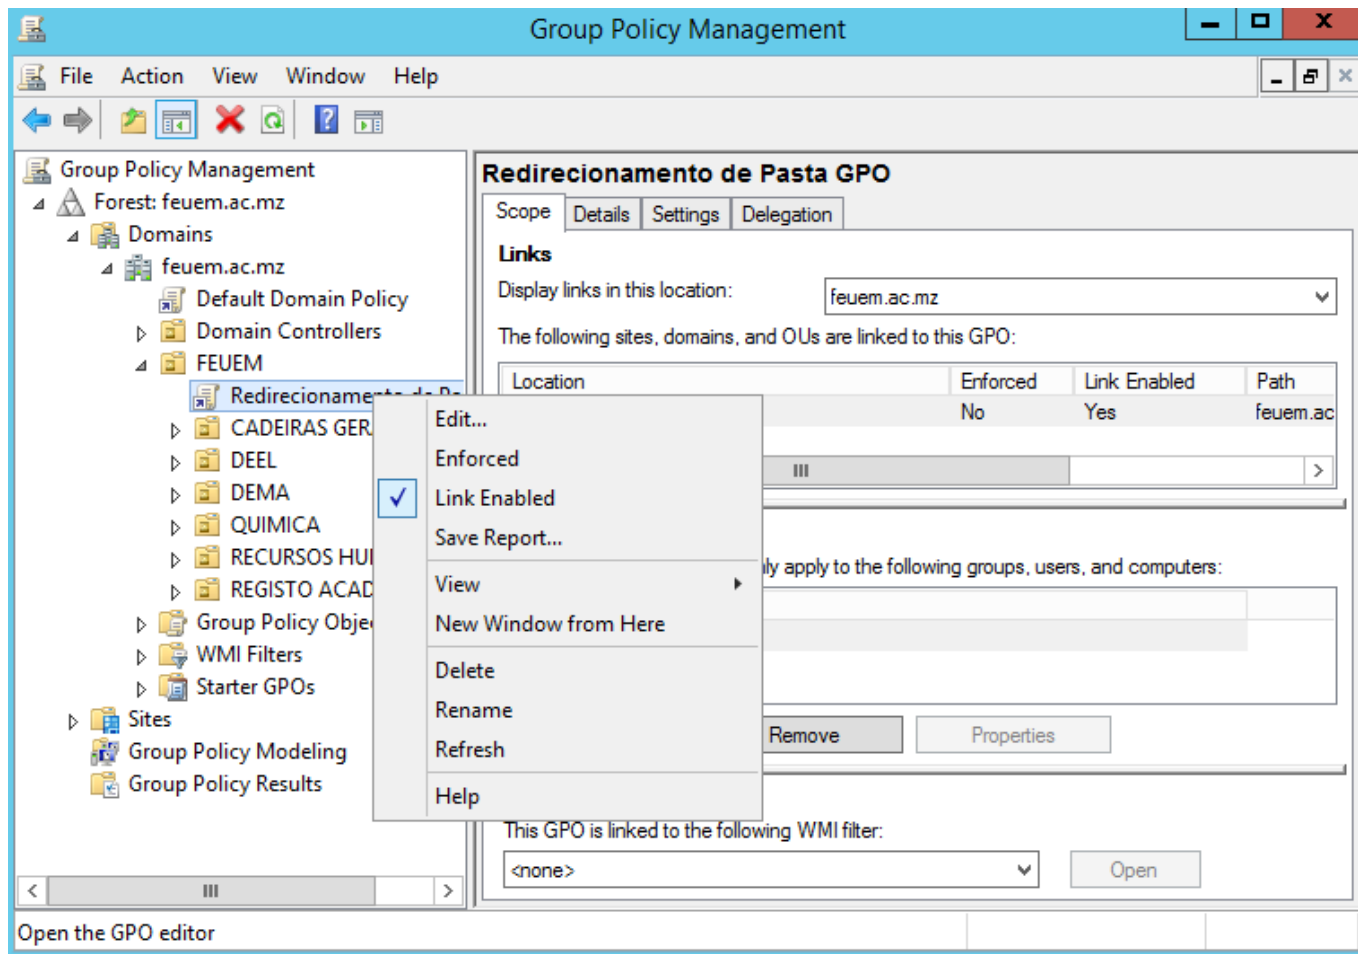 Group Policy Management
File Action View Window Help
Group Policy Management
Forest: feuem.ac.mz
Domains
feuem.ac.mz
Default Domain Policy
Domain Controllers
FEUEM
Redirecionamento de Pa
CADEIRAS GER
DEEL
DEMA
QUIMICA
RECURSOS HU
REGISTO ACAD
Group Policy Obje
WMI Filters
Starter GPOs
Sites
Group Policy Modeling
Group Policy Results
Edit...
Enforced
Link Enabled
Save Report...
View
New Window from Here
Delete
Rename
Refresh
Help
Redirecionamento de Pasta GPO
Scope Details Settings Delegation
Links
Display links in this location: feuem.ac.mz
The following sites, domains, and OUs are linked to this GPO:
Location Enforced Link Enabled Path
No Yes feuem.ac
ly apply to the following groups, users, and computers:
Remove Properties
This GPO is linked to the following WMI filter:
<none> Open
Open the GPO editor